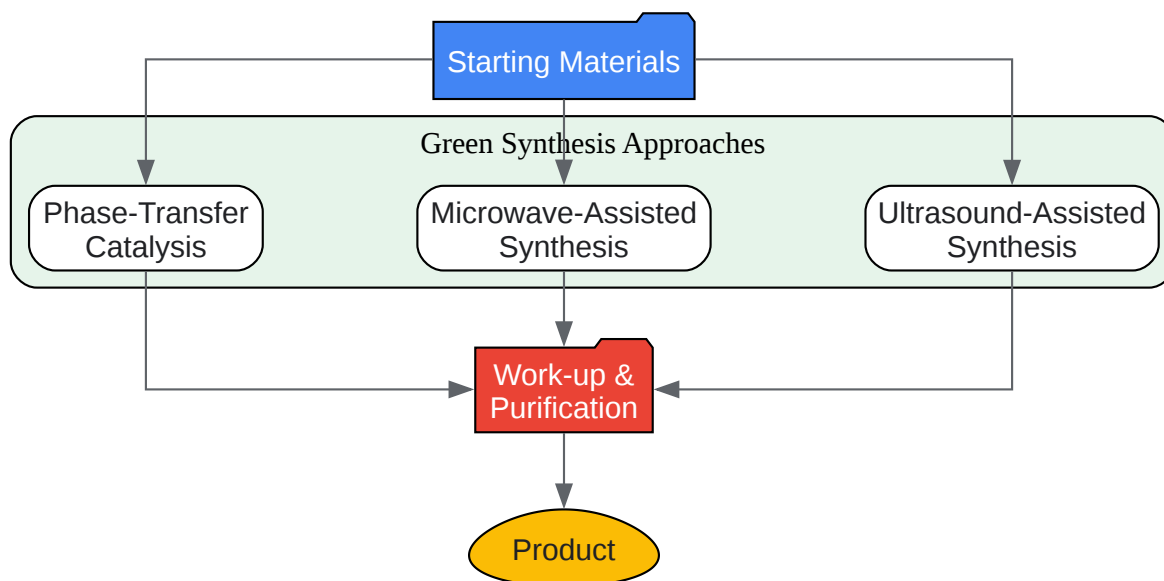 Starting Materials
Green Synthesis Approaches
Phase-Transfer
Catalysis
Microwave-Assisted
Synthesis
Ultrasound-Assisted
Synthesis
Work-up &
Purification
Product